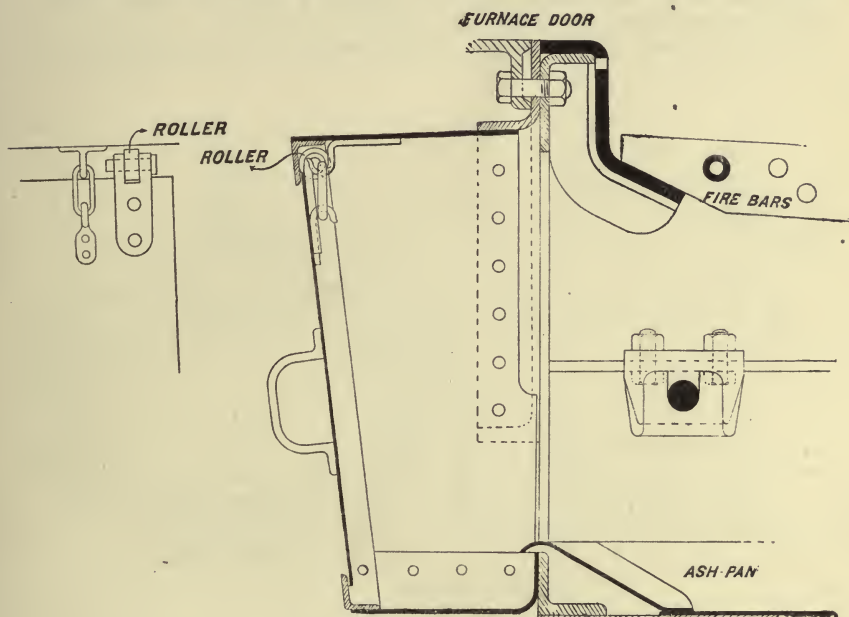 FURNACE DOOR
ROLLER
ROLLER
FIRE BARS
ASH-PAN